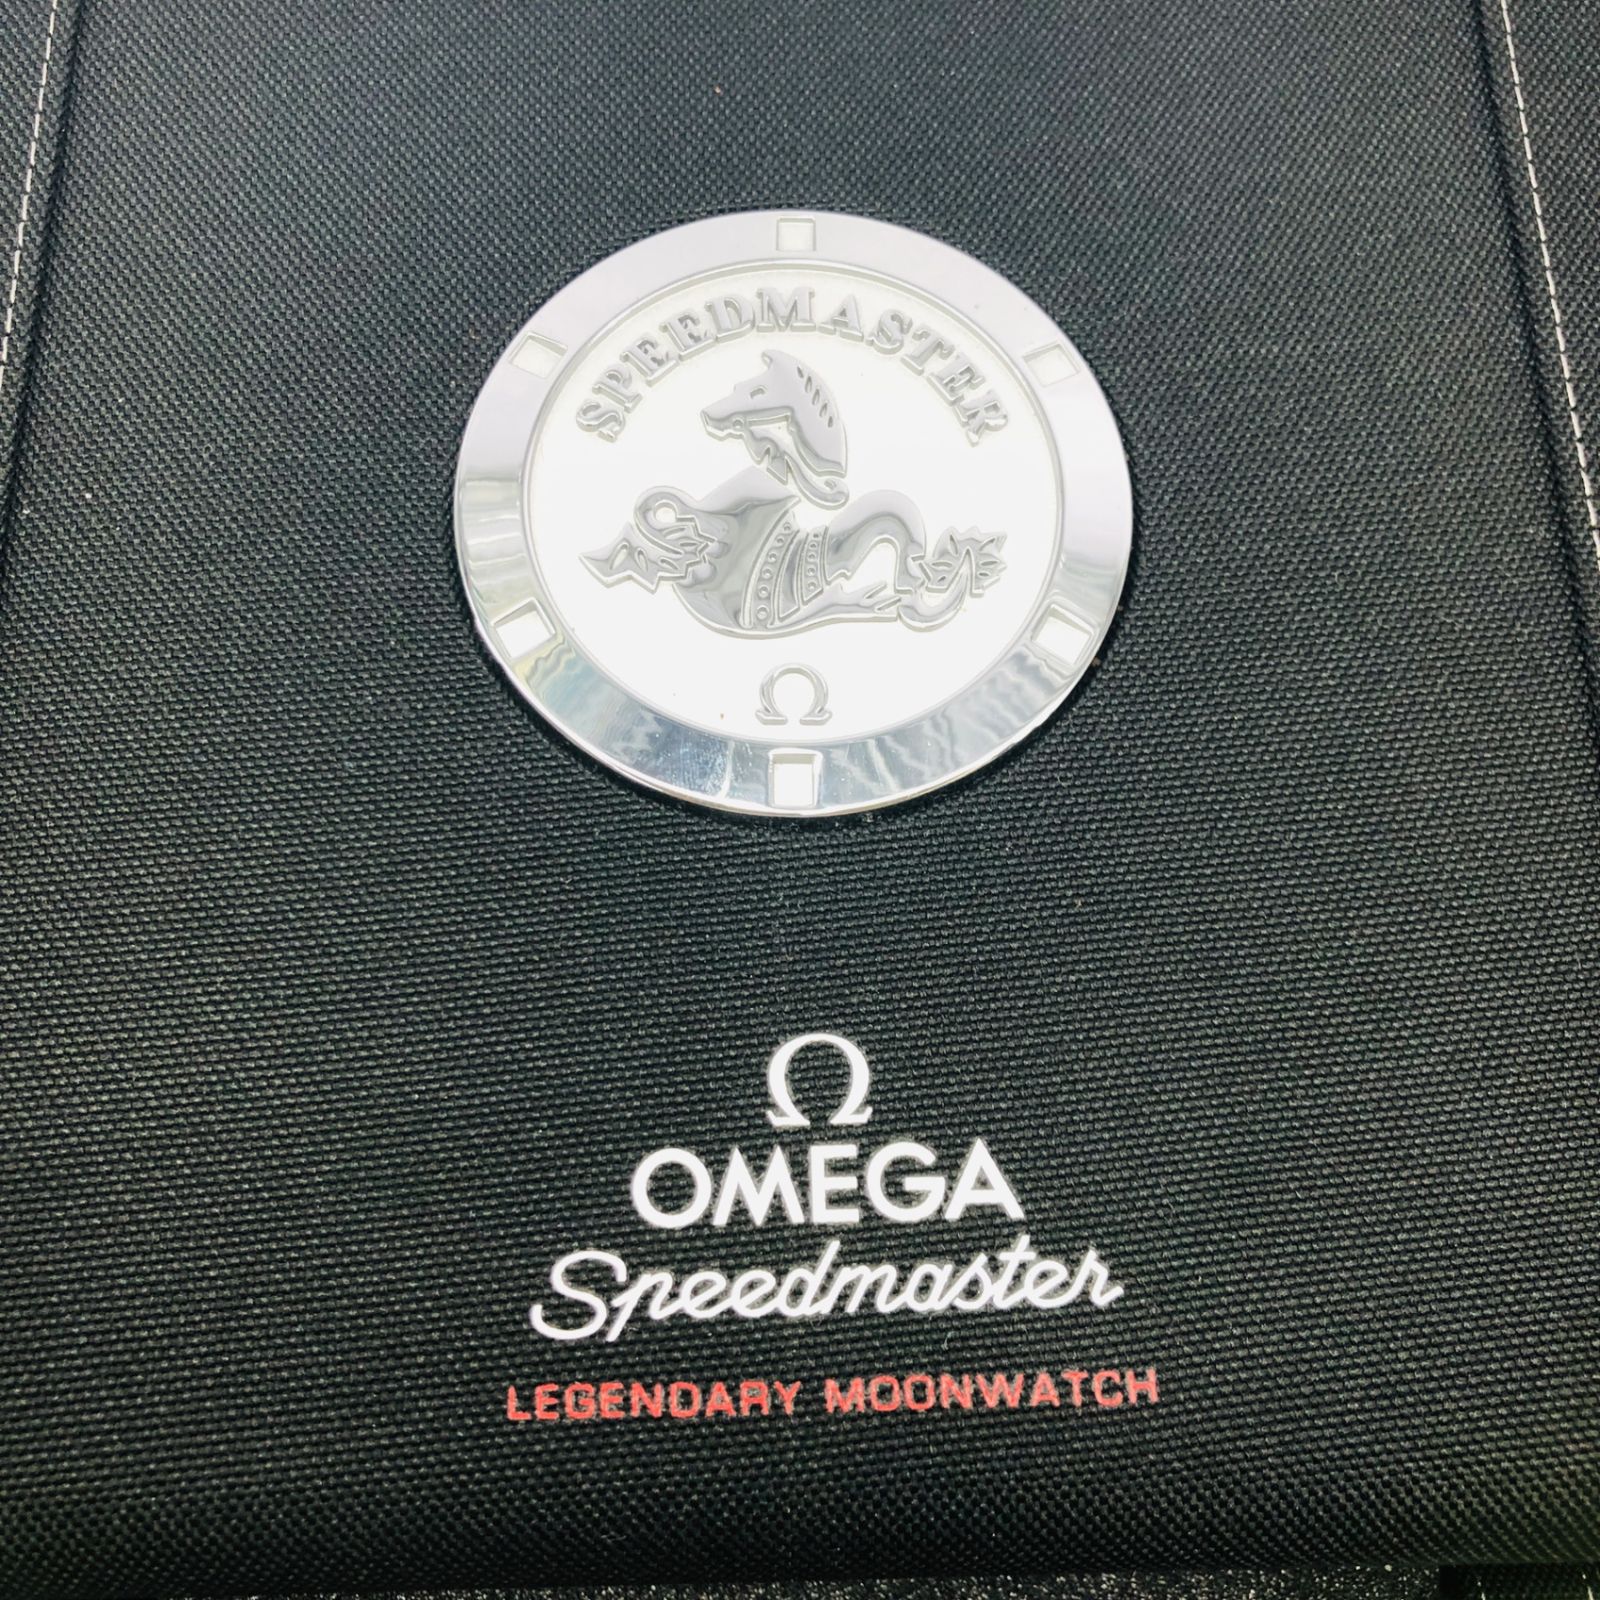 SPEEDMASTER
Ω
Ω
OMEGA
Speedmaster
LEGENDARY MOONWATCH